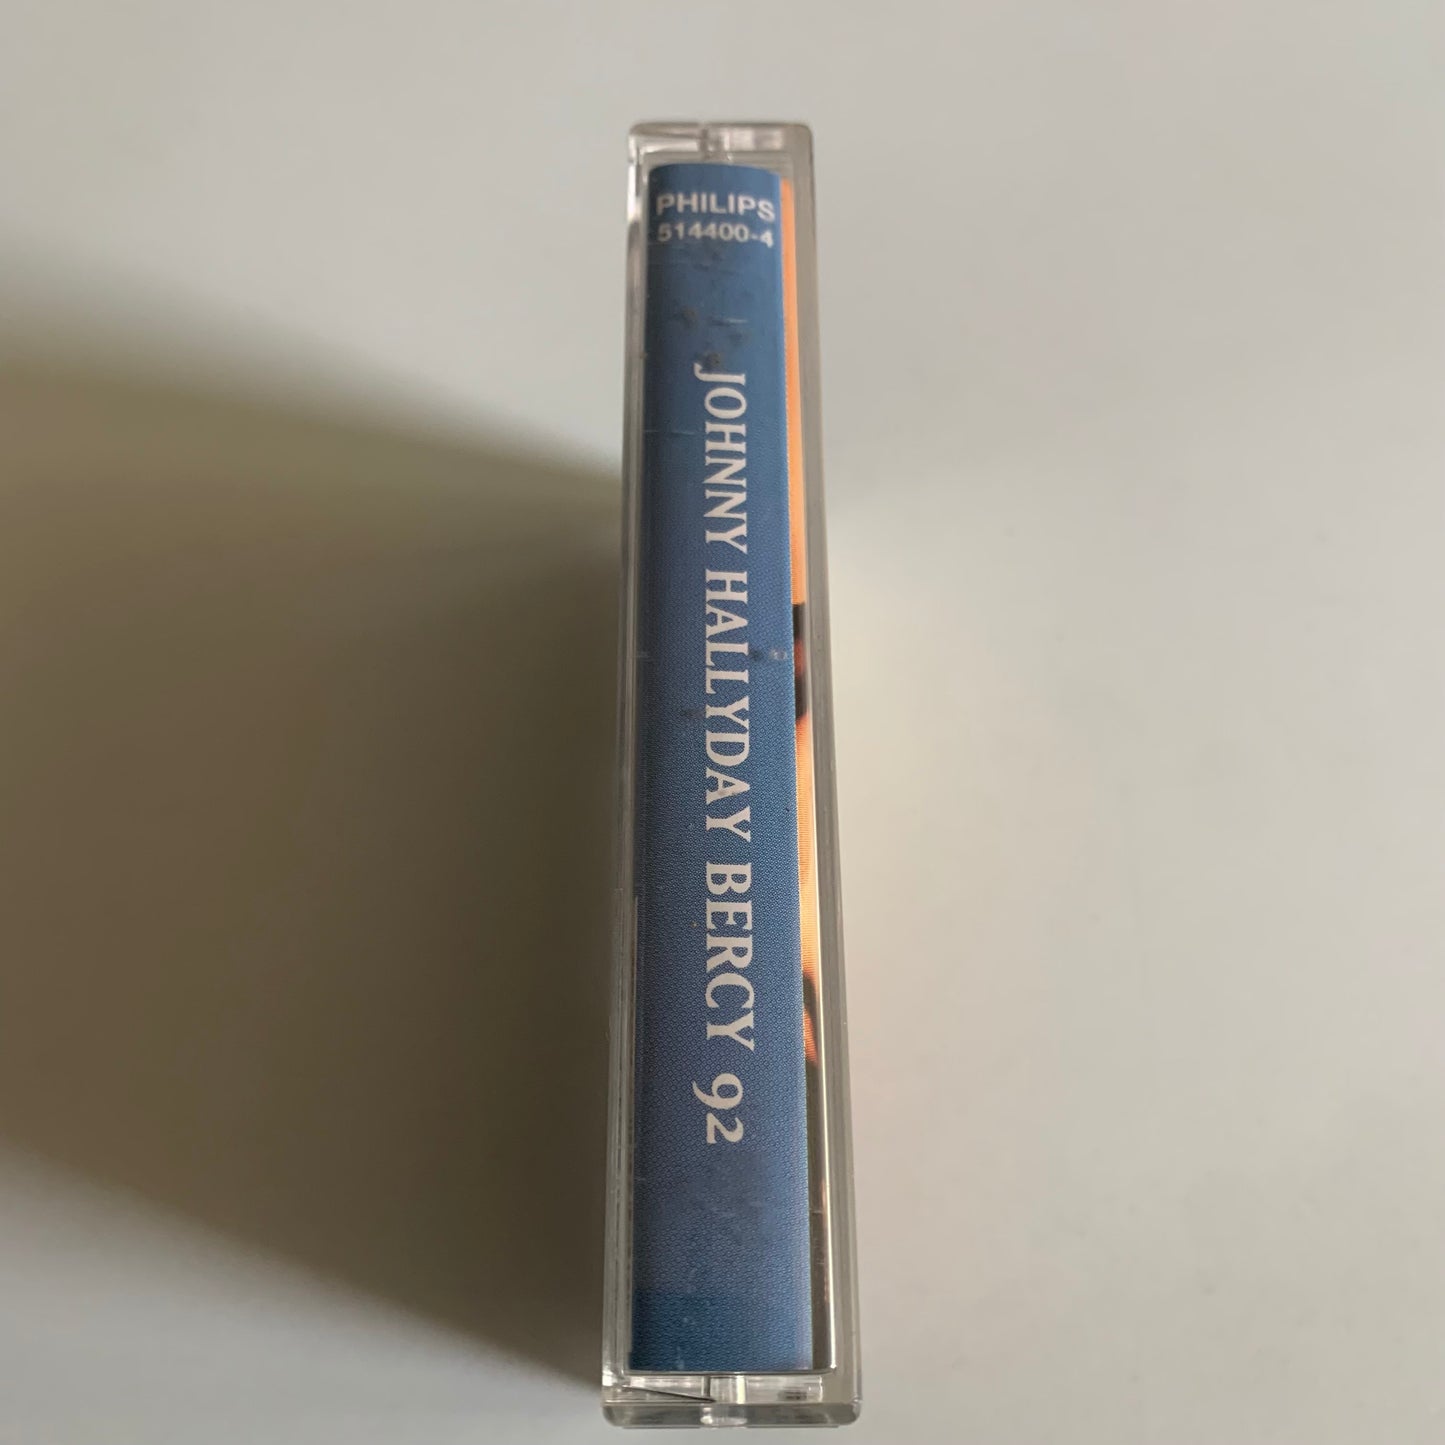 PHILIPS
514400-4
JOHNNY HALLYDAY BERCY 92